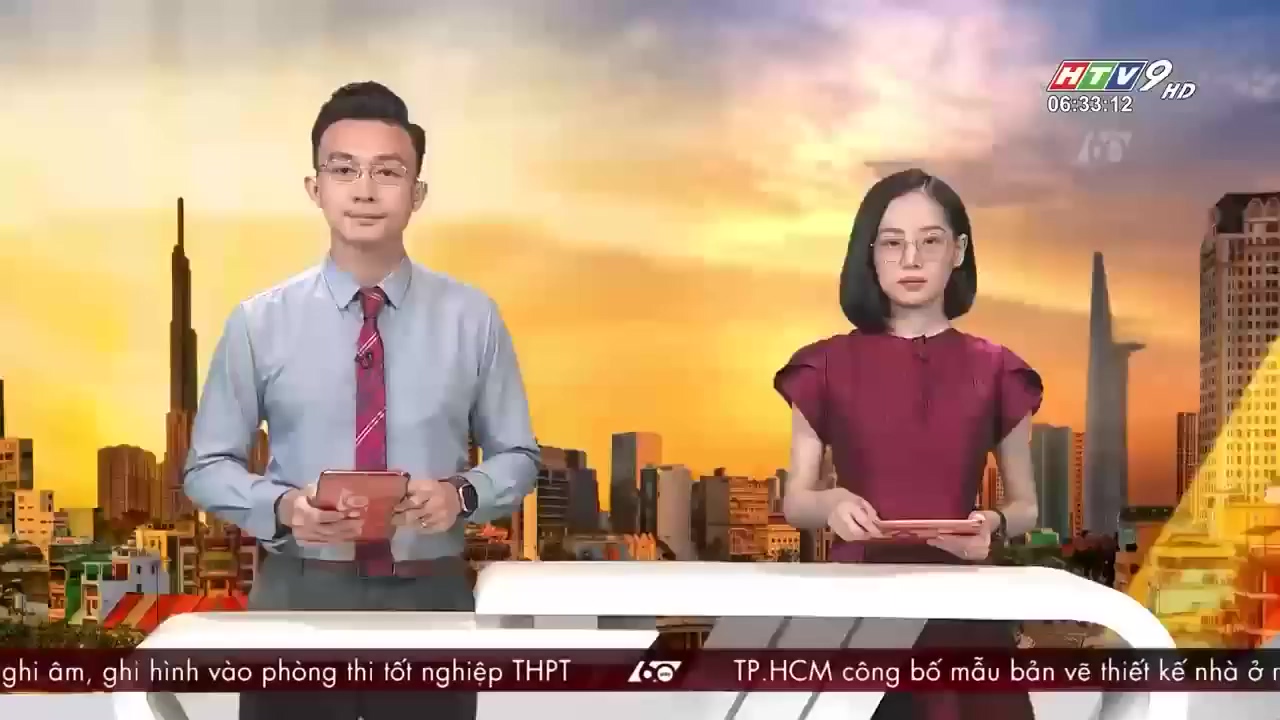 HTV9 HD
06:33:12
ghi âm, ghi hình vào phòng thi tốt nghiệp THPT
60
TP.HCM công bố mẫu bản vẽ thiết kế nhà ở